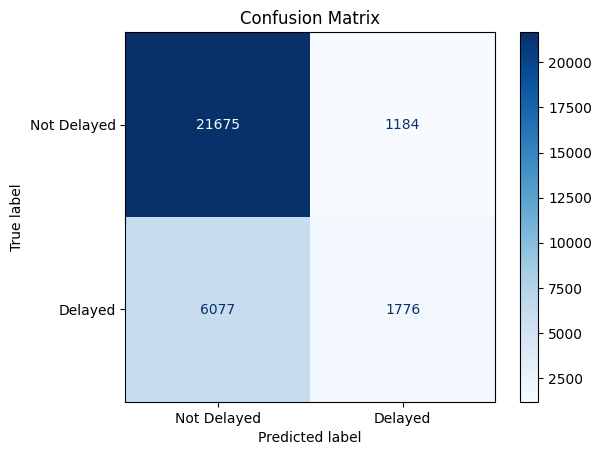 Confusion Matrix
True label
Not Delayed
21675
1184
Delayed
6077
1776
Not Delayed
Delayed
Predicted label
20000
17500
15000
12500
10000
7500
5000
2500